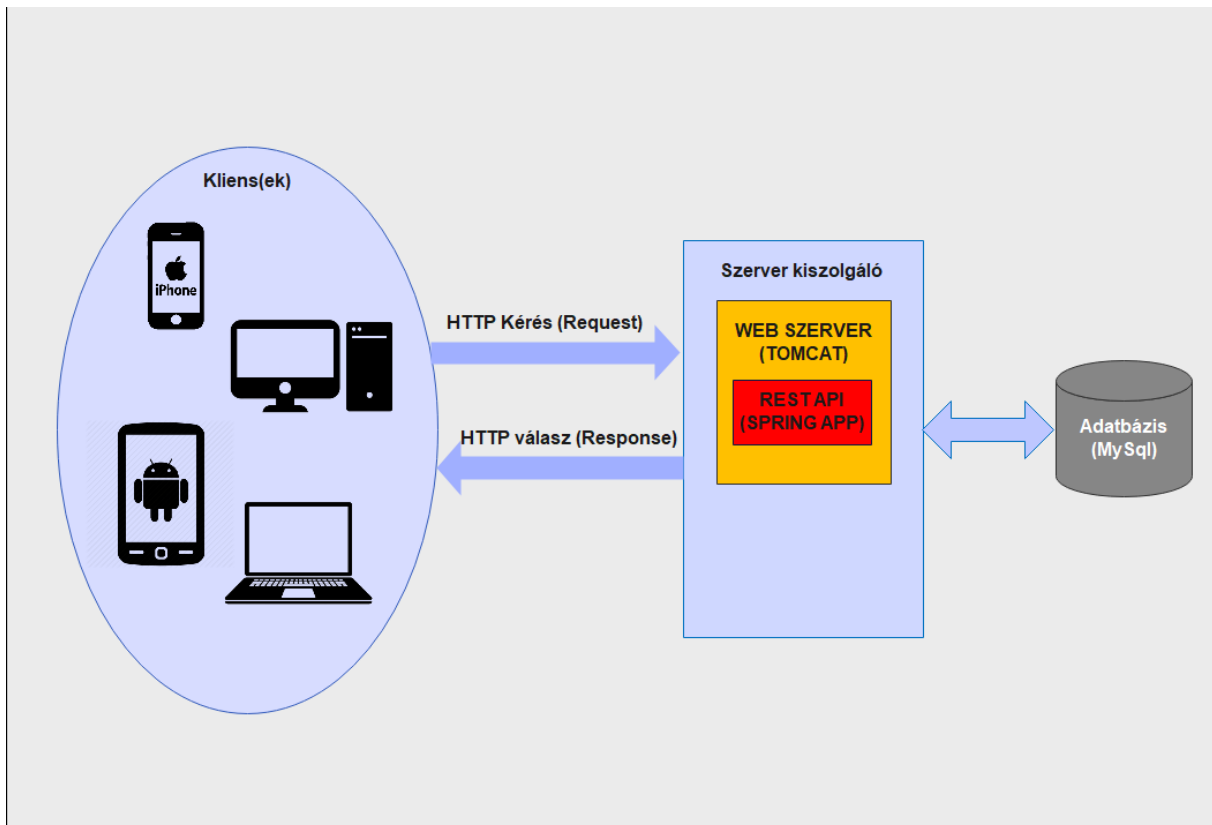 Kliens(ek)
iPhone
HTTP Kérés (Request)
HTTP válasz (Response)
Szerver kiszolgáló
WEB SZERVER
(TOMCAT)
REST API
(SPRING APP)
Adatbázis
(MySql)